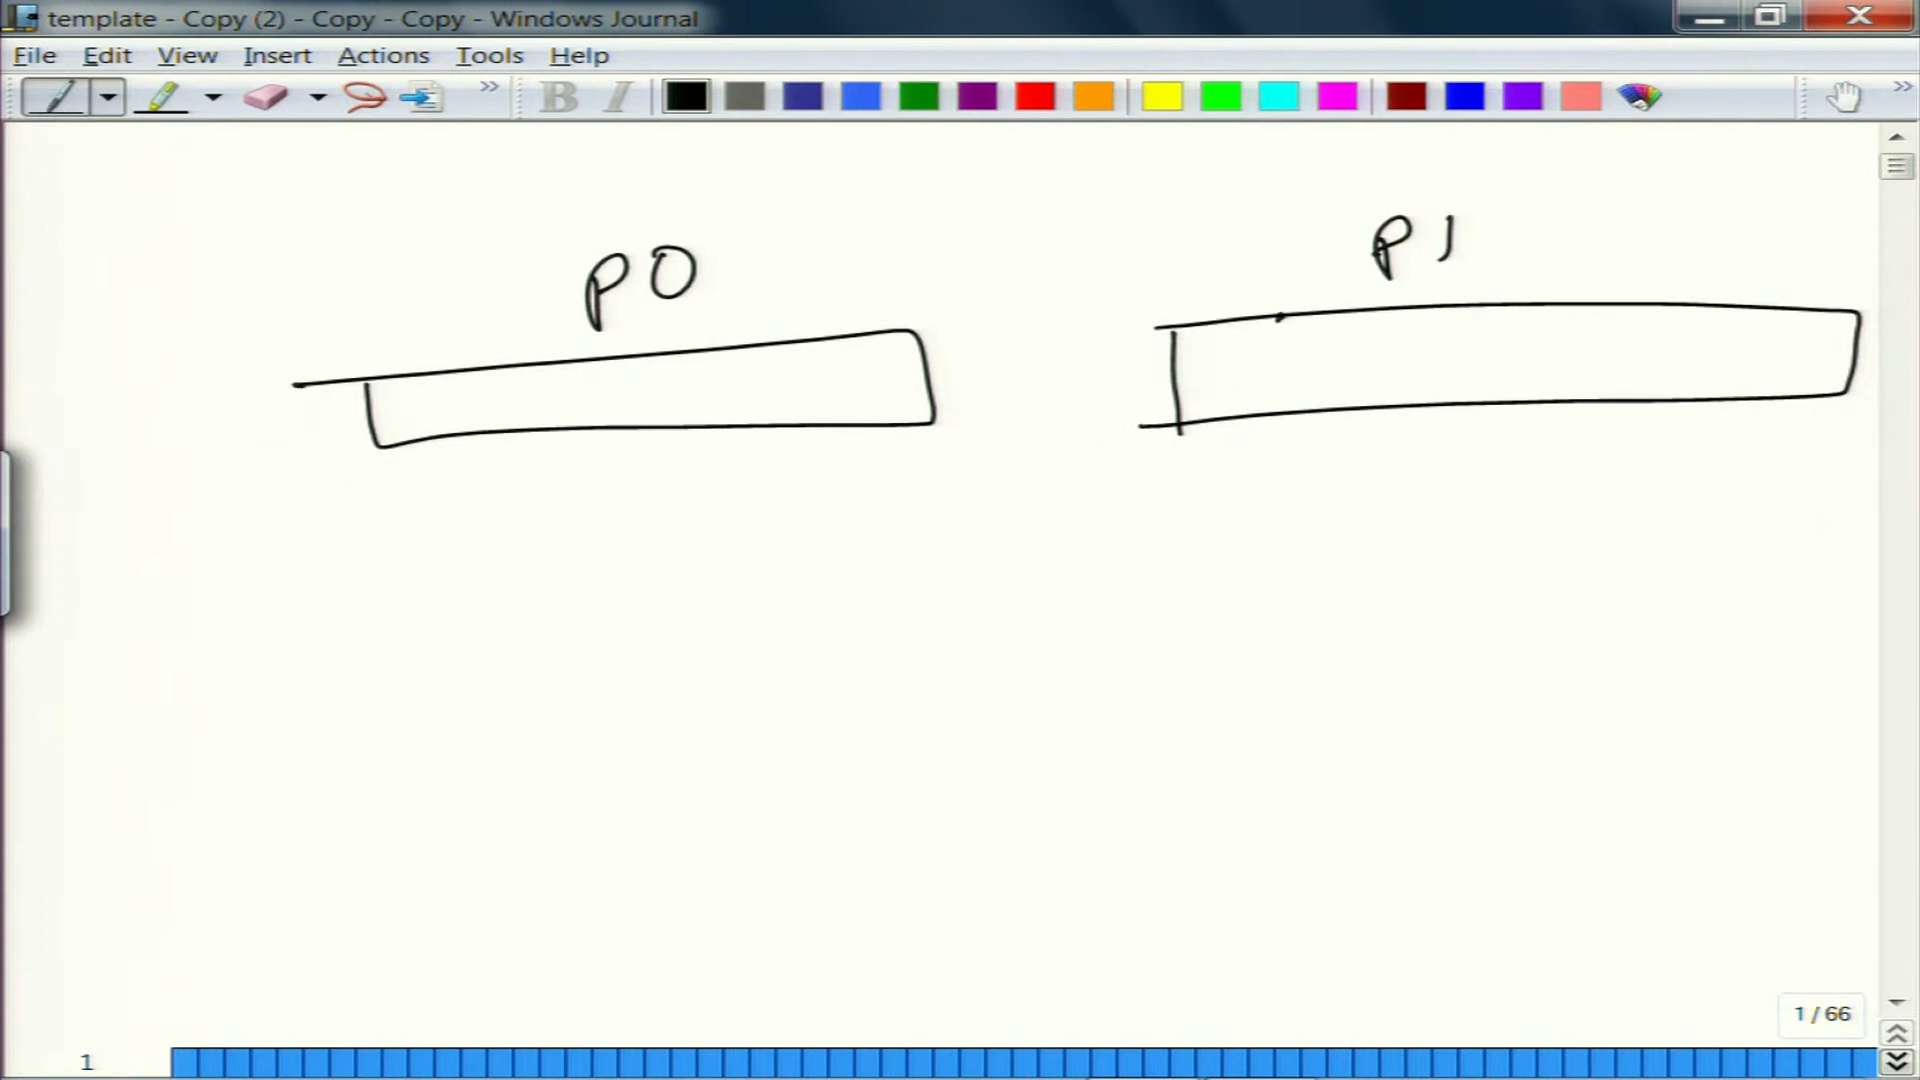 template - Copy (2) - Copy - Copy - Windows Journal
File Edit View Insert Actions Tools Help
B I
P0
P1
1 / 66
1